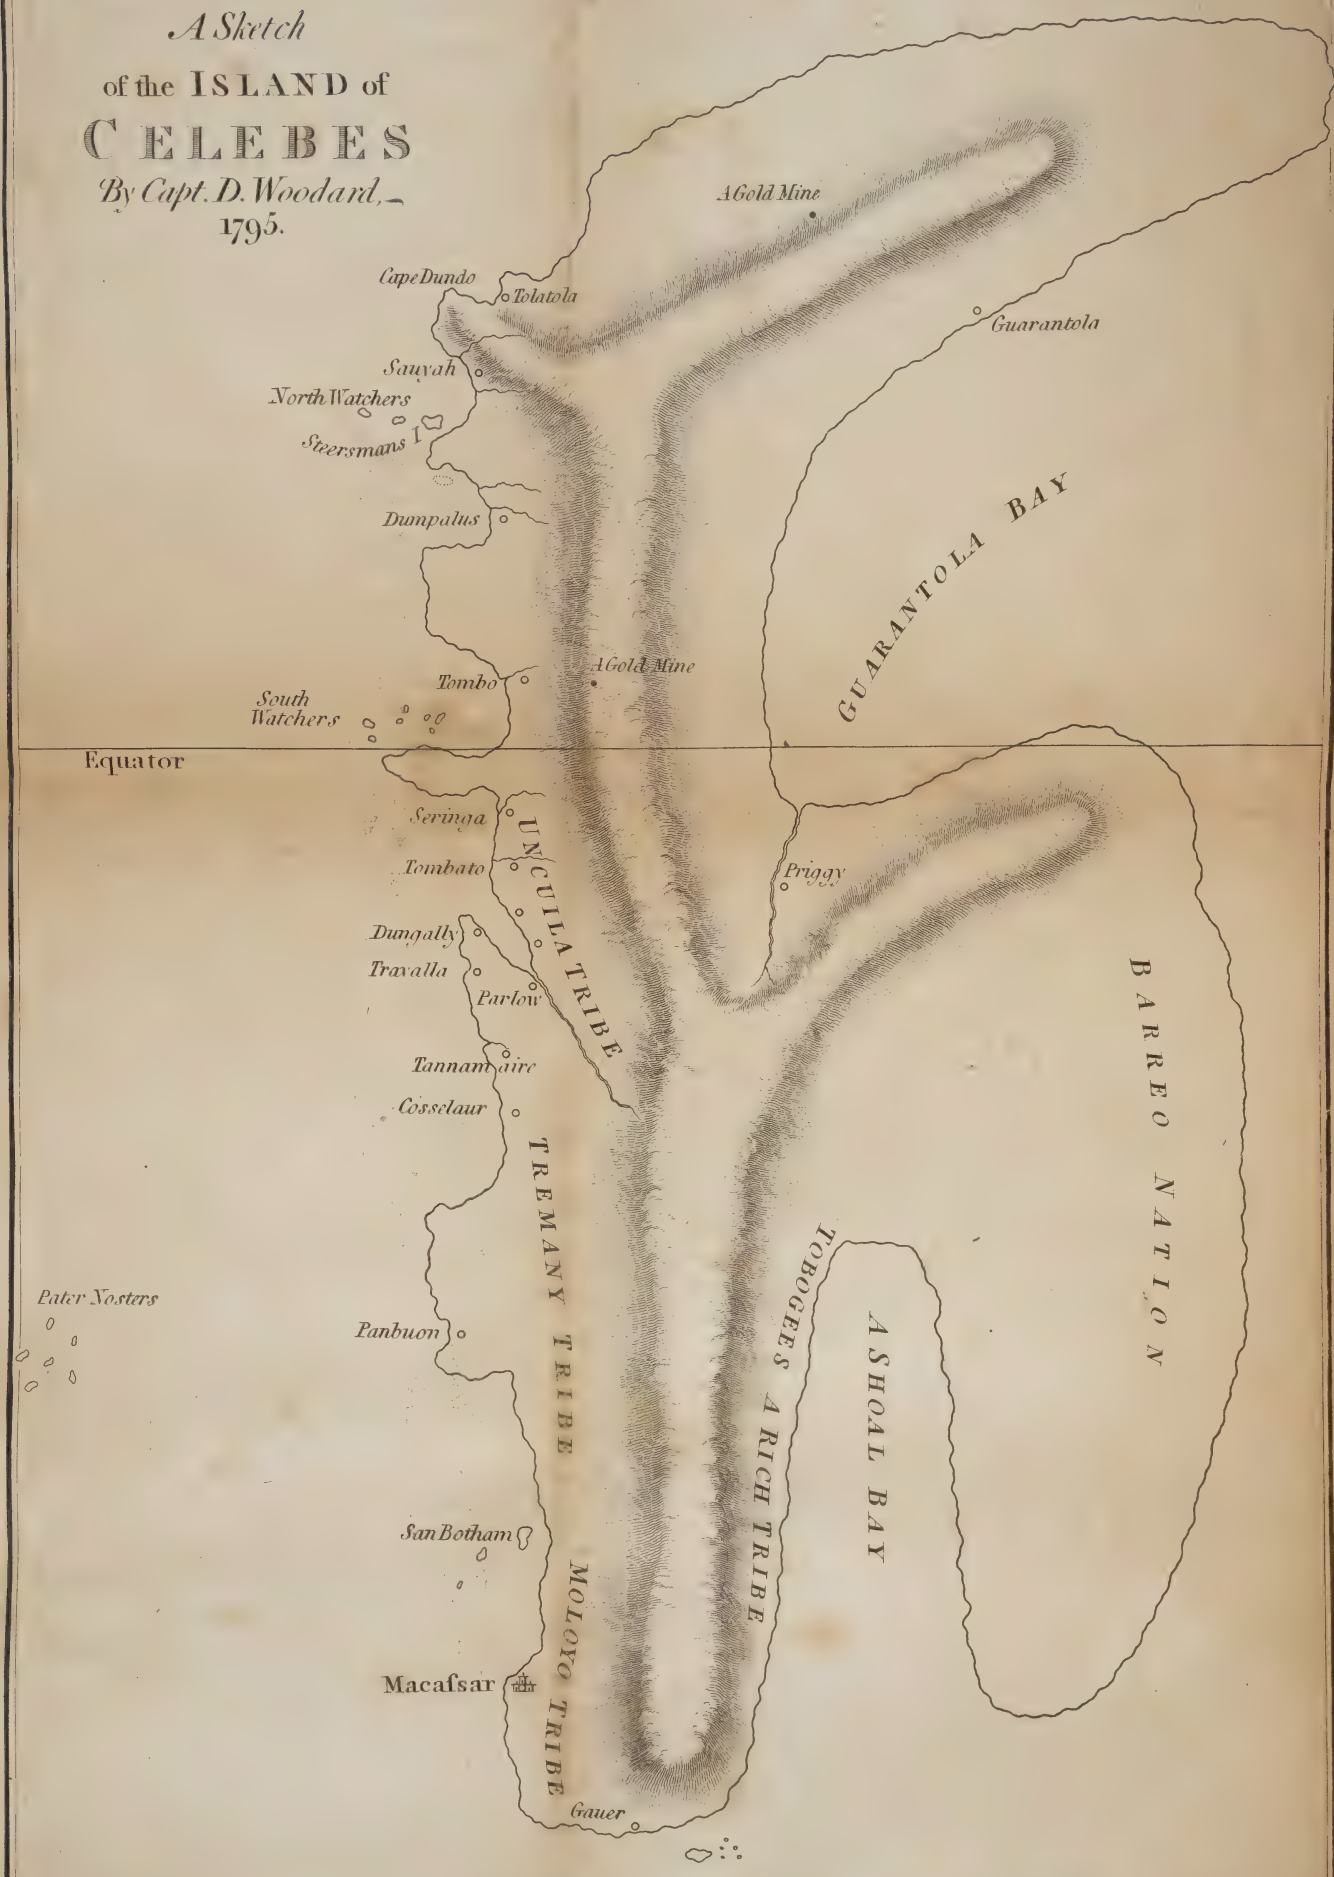 A Sketch
of the ISLAND of
CELEBES
By Capt. D. Woodard,
1795.
A Gold Mine
Cape Dundo
Tolatola
Guarantola
Sauyah
North Watchers
Steersmans I
GUARANTOLA BAY
Dumpalus
A Gold Mine
Tombo
South
Watchers
Equator
Seringa
UNCUILA TRIBE
Tombato
Priggy
Dungally
Travalla
Parlow
BARREO NATION
Tannam aire
Cosselaur
TREMANY TRIBE
TOBOGEES A RICH TRIBE
Pater Nosters
A SHOAL BAY
Panbuon
San Botham
MOLOYO TRIBE
Macaſsar
Gauer